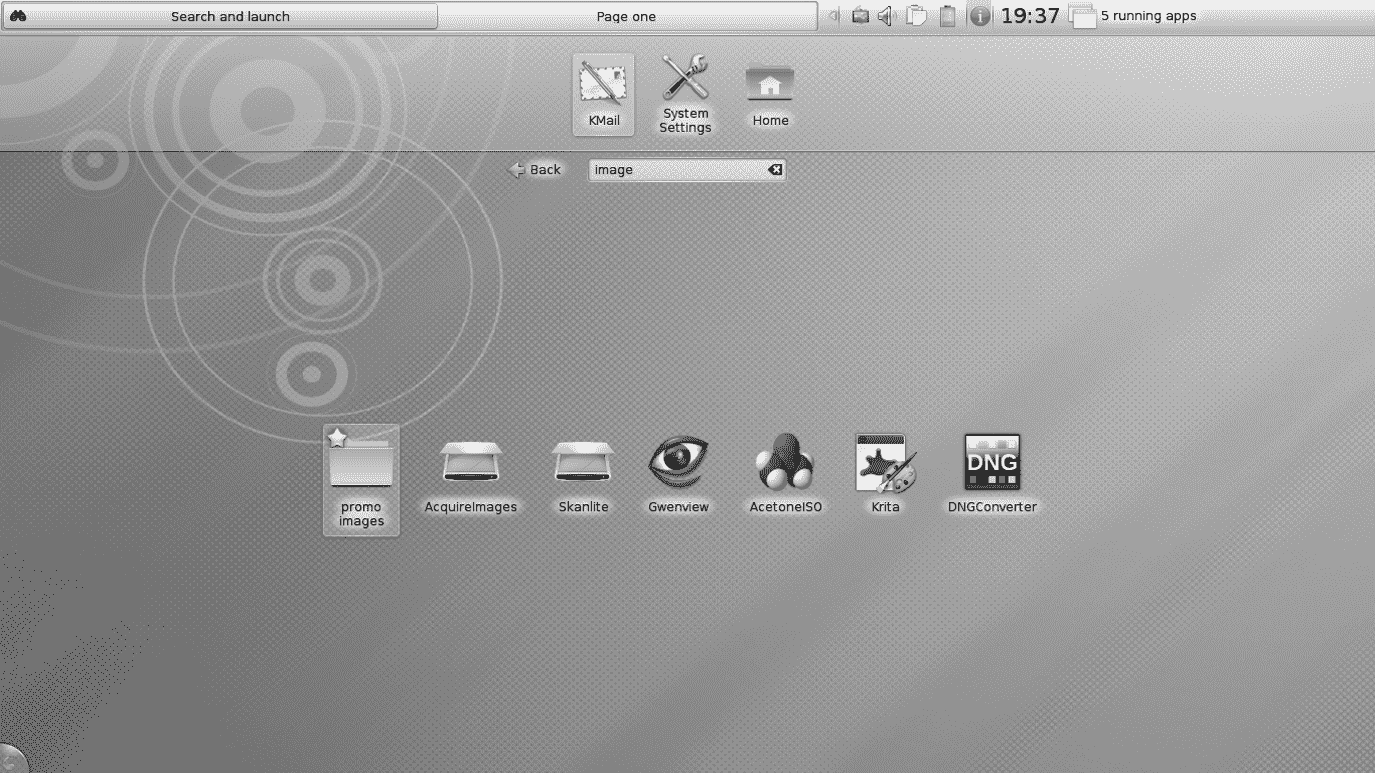 Search and launch
Page one
19:37
5 running apps
KMail
System
Settings
Home
Back
image
promo
images
AcquireImages
Skanlite
Gwenview
AcetoneISO
Krita
DNG
DNGConverter